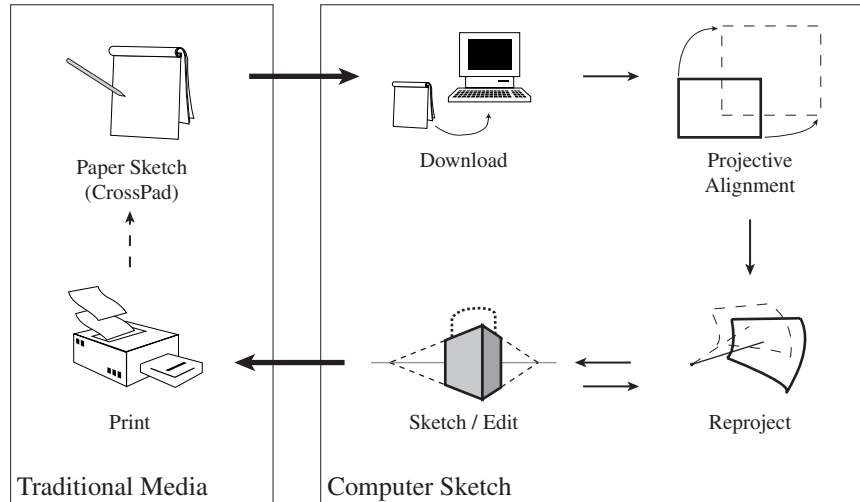 Paper Sketch
(CrossPad)
Download
Projective
Alignment
Print
Sketch / Edit
Reproject
Traditional Media
Computer Sketch